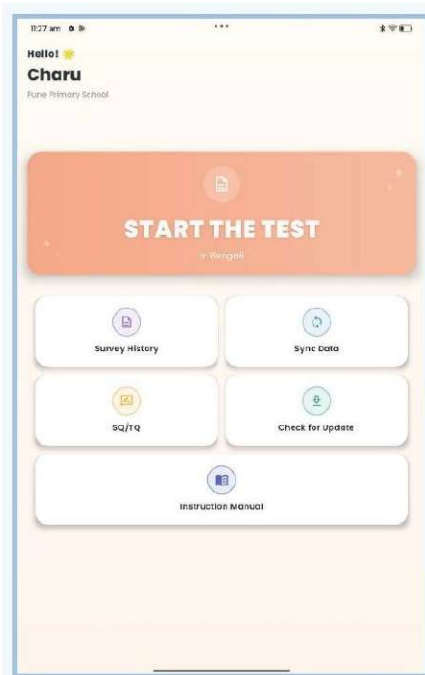 11:27 am
Hello!
Charu
Pune Primary School
START THE TEST
In Bengali
Survey History
Sync Data
SQ/TQ
Check for Update
Instruction Manual